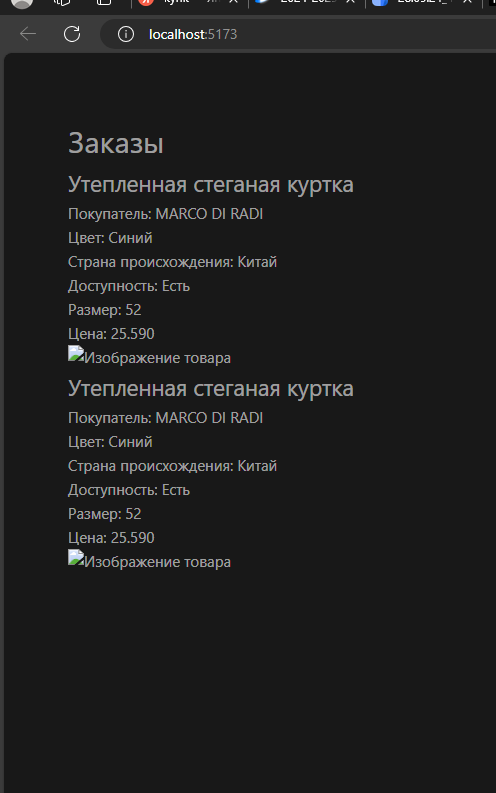 localhost:5173
Заказы
Утепленная стеганая куртка
Покупатель: MARCO DI RADI
Цвет: Синий
Страна происхождения: Китай
Доступность: Есть
Размер: 52
Цена: 25.590
Изображение товара
Утепленная стеганая куртка
Покупатель: MARCO DI RADI
Цвет: Синий
Страна происхождения: Китай
Доступность: Есть
Размер: 52
Цена: 25.590
Изображение товара